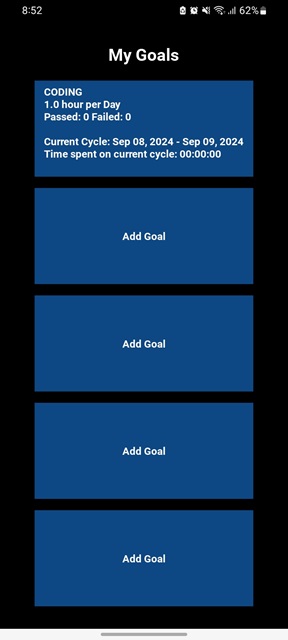 8:52
62%
My Goals
CODING
1.0 hour per Day
Passed: 0 Failed: 0
Current Cycle: Sep 08, 2024 - Sep 09, 2024
Time spent on current cycle: 00:00:00
Add Goal
Add Goal
Add Goal
Add Goal